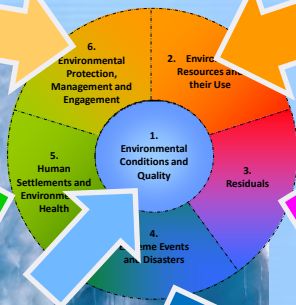 6.
Environmental
Protection,
Management and
Engagement
2.
Resources
their Use
1.
Environmental
Conditions and
Quality
3.
Residuals
5.
Human
Settlements and
Health
4.
Events
and Disasters